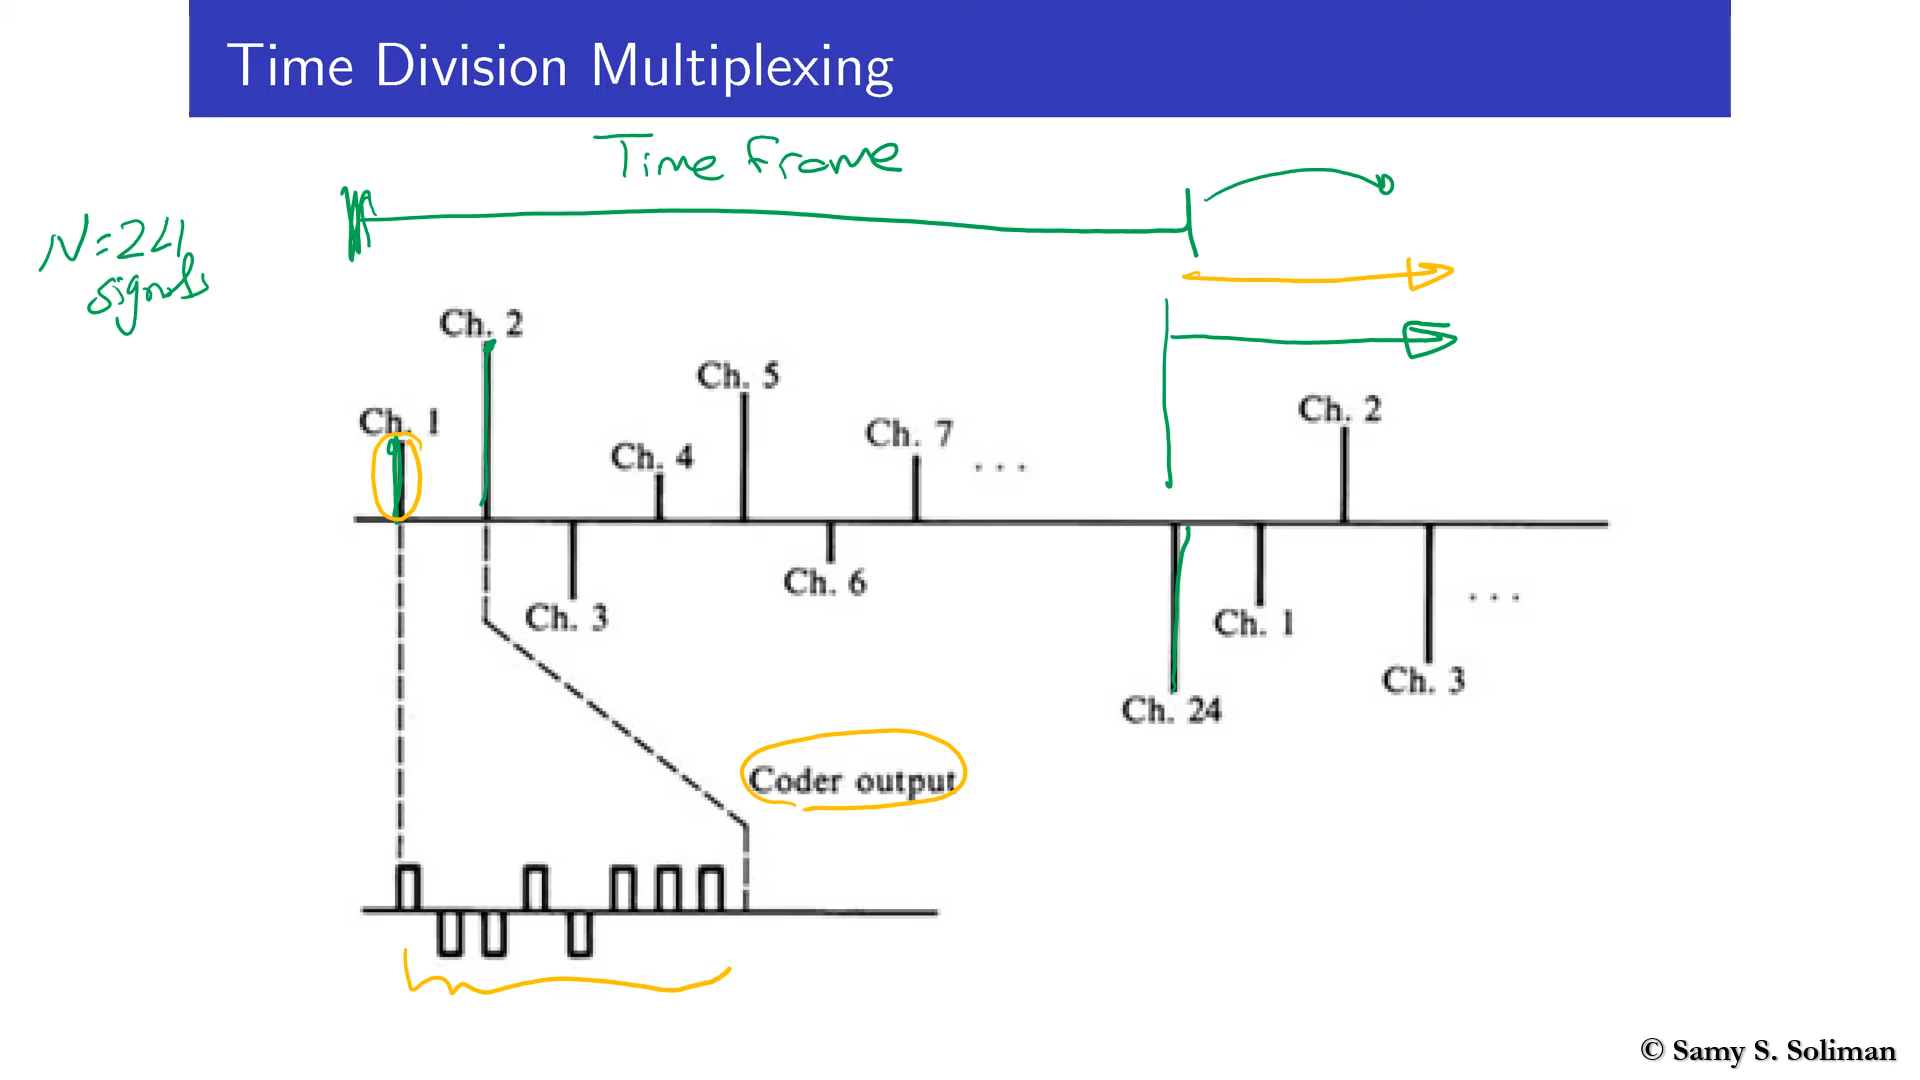 Time Division Multiplexing
Time Frame
N=24
signals
Ch. 1
Ch. 2
Ch. 3
Ch. 4
Ch. 5
Ch. 6
Ch. 7
. . .
Ch. 24
Ch. 1
Ch. 2
Ch. 3
. . .
Coder output
© Samy S. Soliman